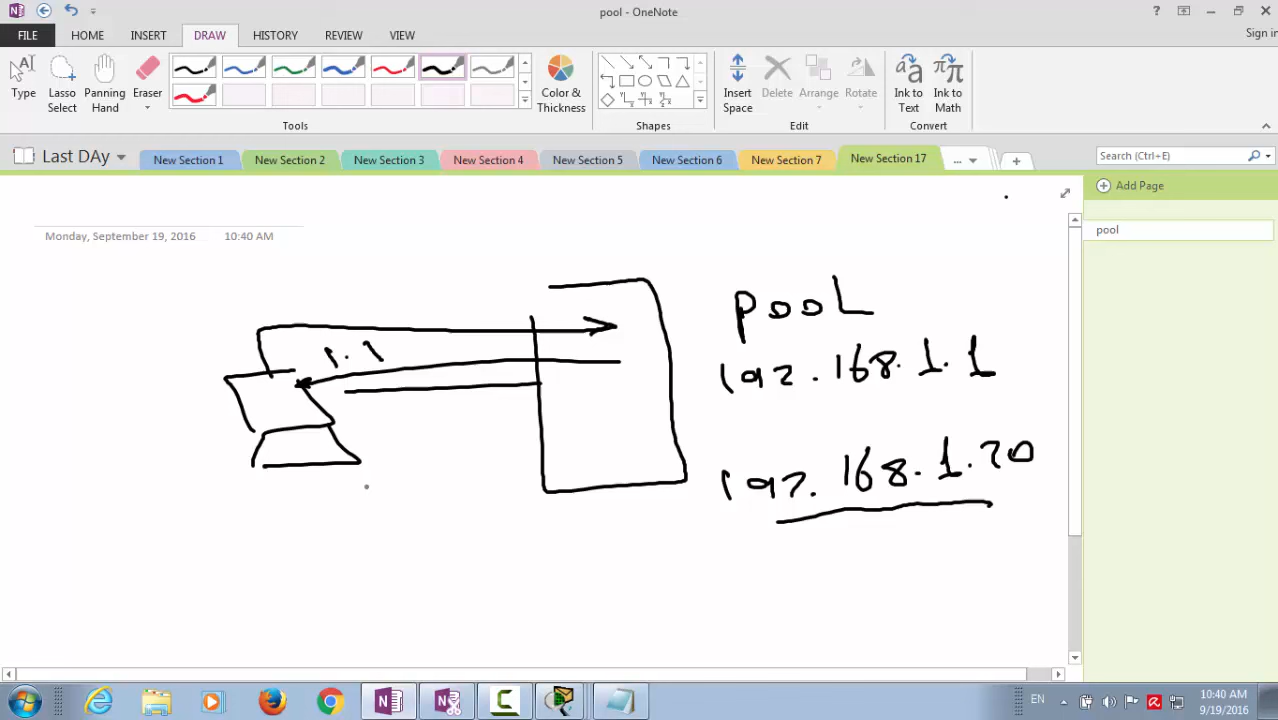 pool - OneNote
?
Sign in
FILE
HOME
INSERT
DRAW
HISTORY
REVIEW
VIEW
Type
Lasso Select
Panning Hand
Eraser
Color & Thickness
Insert Space
Delete
Arrange
Rotate
Ink to Text
Ink to Math
Tools
Shapes
Edit
Convert
Last DAy
New Section 1
New Section 2
New Section 3
New Section 4
New Section 5
New Section 6
New Section 7
New Section 17
...
Search (Ctrl+E)
Add Page
pool
Monday, September 19, 2016
10:40 AM
pooL
192.168.1.1
1.1
192.168.1.20
EN
10:40 AM
9/19/2016